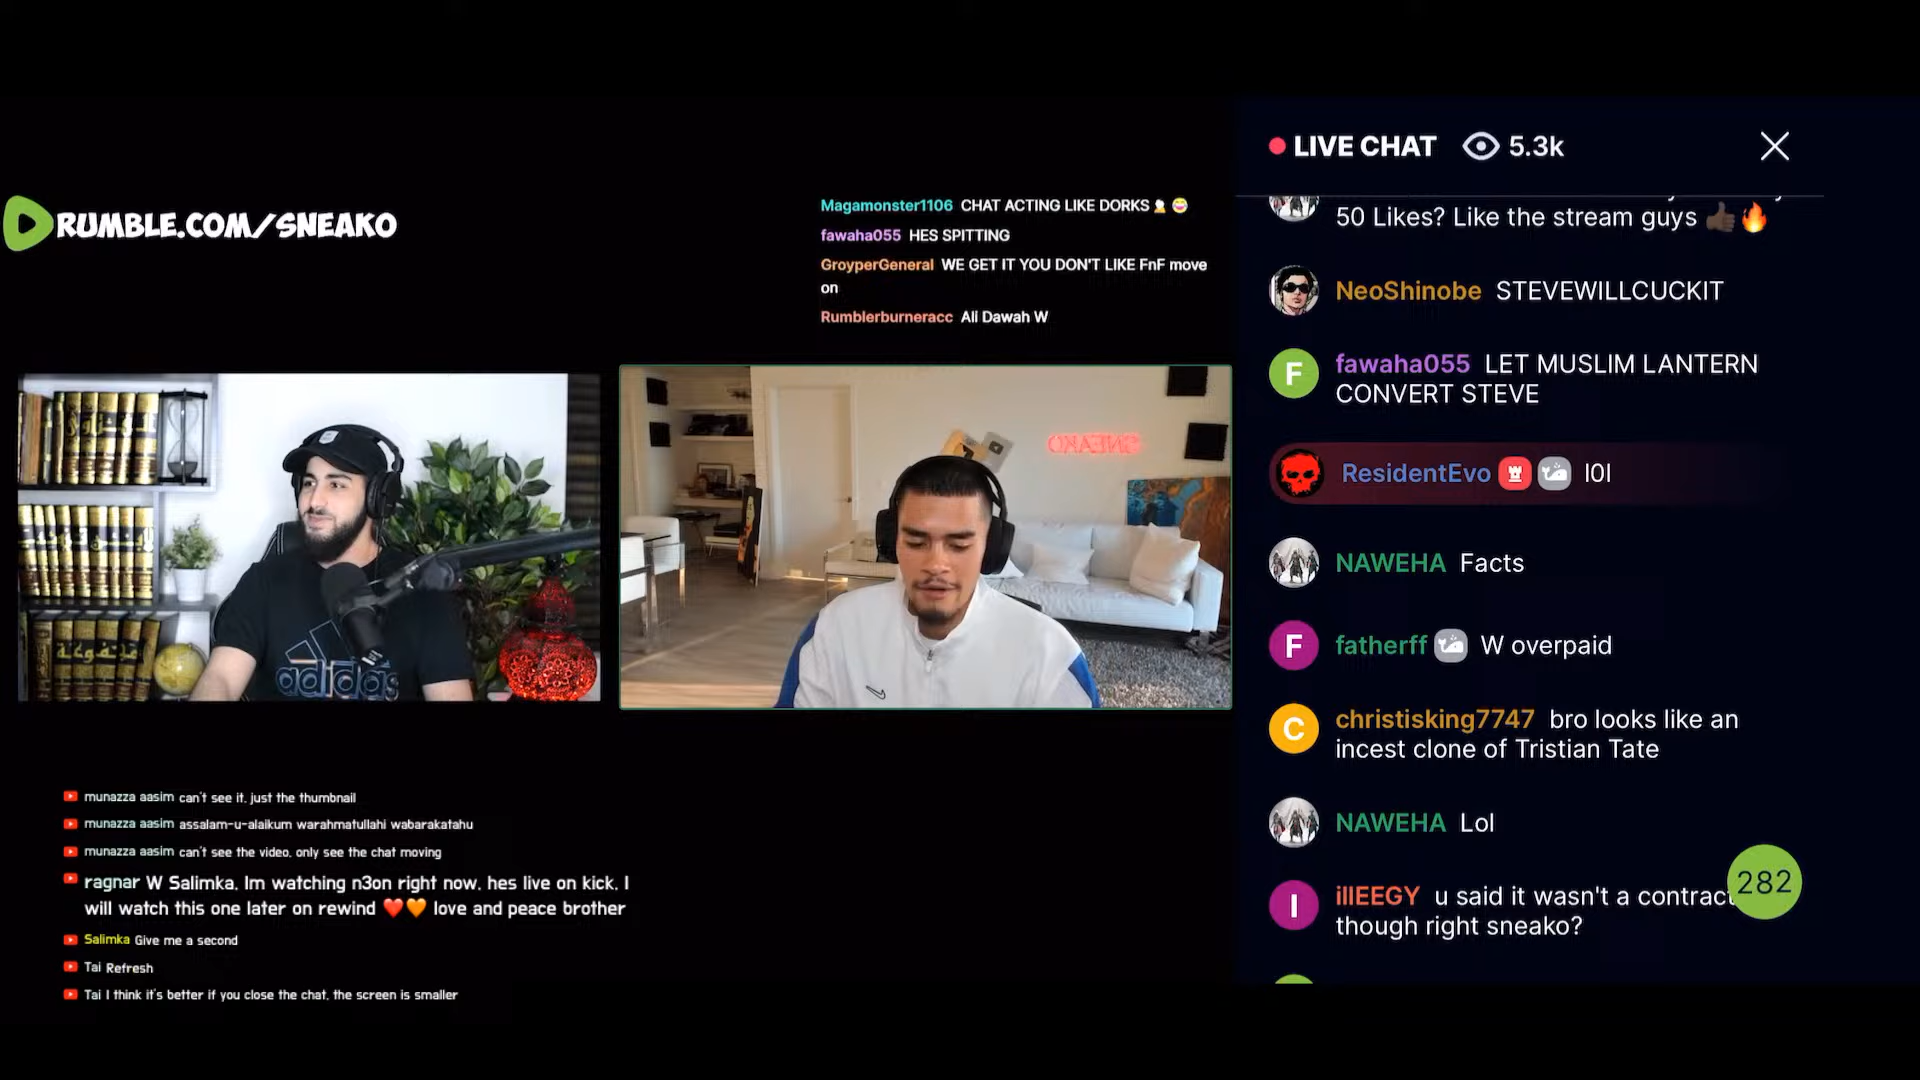 LIVE CHAT 5.3k
RUMBLE.COM/SNEAKO
Magamonster1106 CHAT ACTING LIKE DORKS
fawaha055 HES SPITTING
GroyperGeneral WE GET IT YOU DON'T LIKE FnF move
on
Rumblerburneracc Ali Dawah W
SNEAKO
adidas
munazza aasim can't see it, just the thumbnail
munazza aasim assalam-u-alaikum warahmatullahi wabarakatahu
munazza aasim can't see the video, only see the chat moving
ragnar W Salimka, Im watching n3on right now, hes live on kick, I
will watch this one later on rewind ❤️🧡 love and peace brother
Salimka Give me a second
Tai Refresh
Tai I think it's better if you close the chat, the screen is smaller
50 Likes? Like the stream guys 👍🏿🔥
NeoShinobe STEVEWILLCUCKIT
F
fawaha055 LET MUSLIM LANTERN
CONVERT STEVE
ResidentEvo l0l
NAWEHA Facts
F
fatherff W overpaid
C
christisking7747 bro looks like an
incest clone of Tristian Tate
NAWEHA Lol
282
I
illEEGY u said it wasn't a contract
though right sneako?